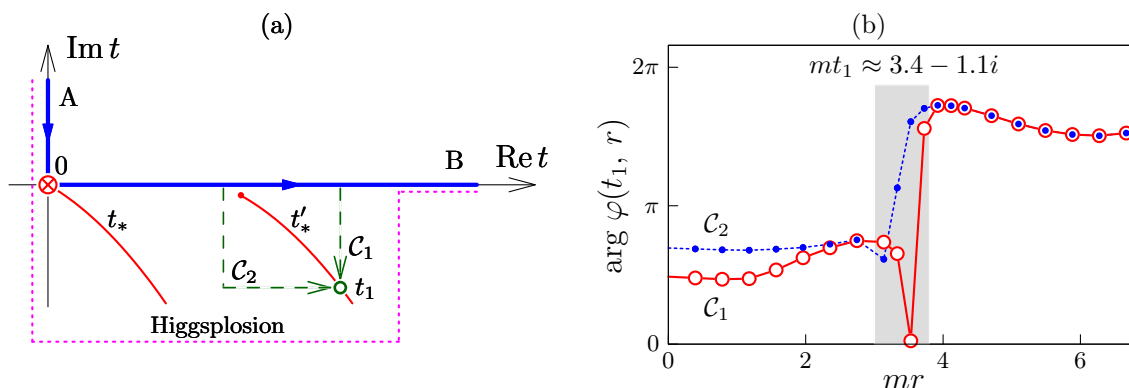 (a)
Im t
A
0
B
Re t
t*
t'*
C1
C2
t1
Higgsplosion
(b)
2π
mt1 ≈ 3.4 − 1.1i
π
0
arg φ(t1, r)
C2
C1
0
2
4
6
mr